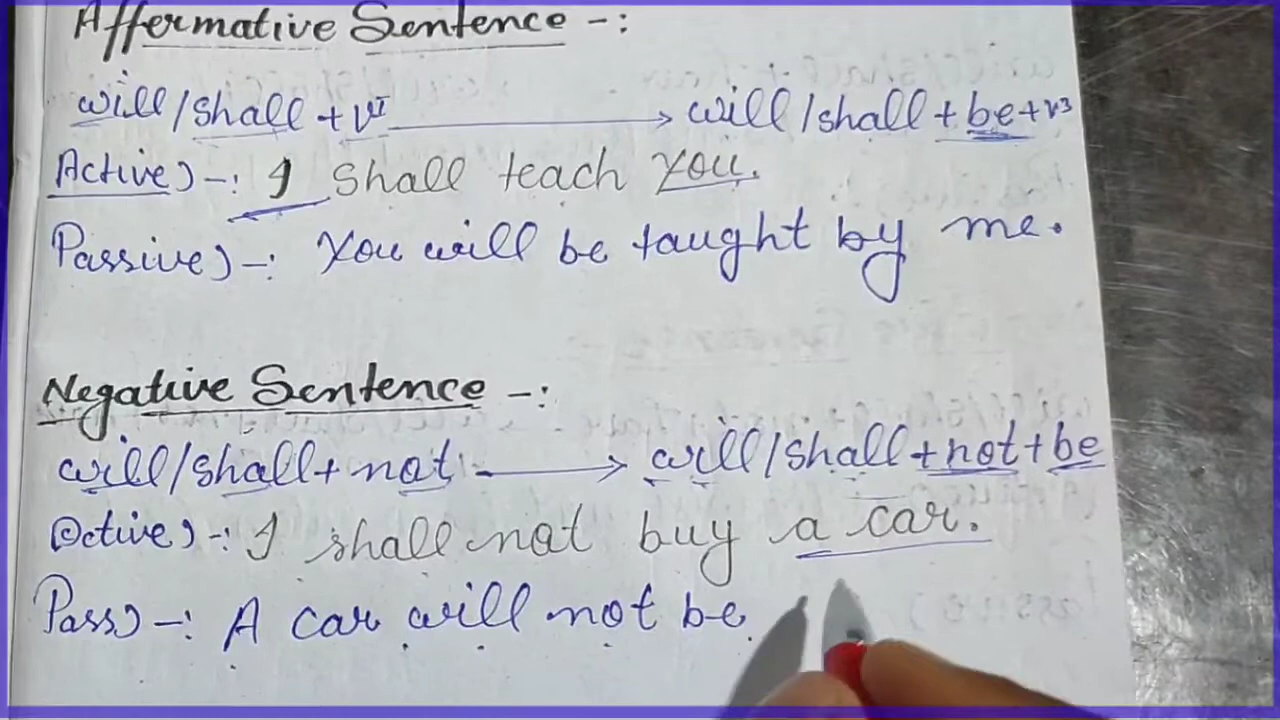 Affermative Sentence -:
will/shall + VI → will/shall + be + V3
Active) -: I shall teach You.
Passive) -: You will be taught by me.
Negative Sentence -:
will/shall + not → will/shall + not + be
Active) -: I shall not buy a car.
Pass) -: A car will not be